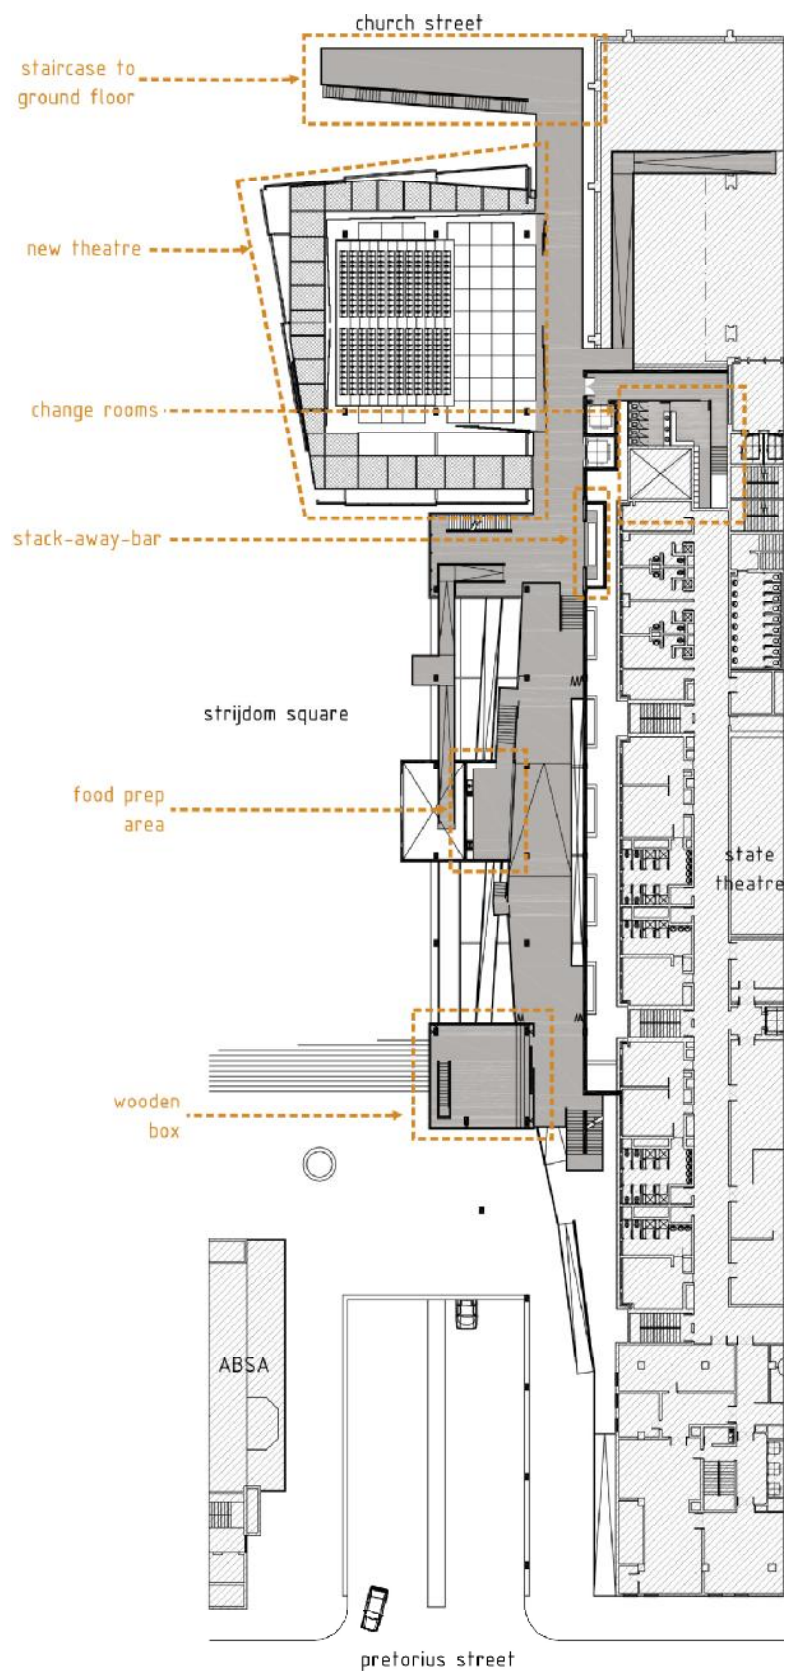 church street
staircase to
ground floor
new theatre
change rooms
stack-away-bar
strijdom square
food prep
area
state
theatre
wooden
box
ABSA
pretorius street